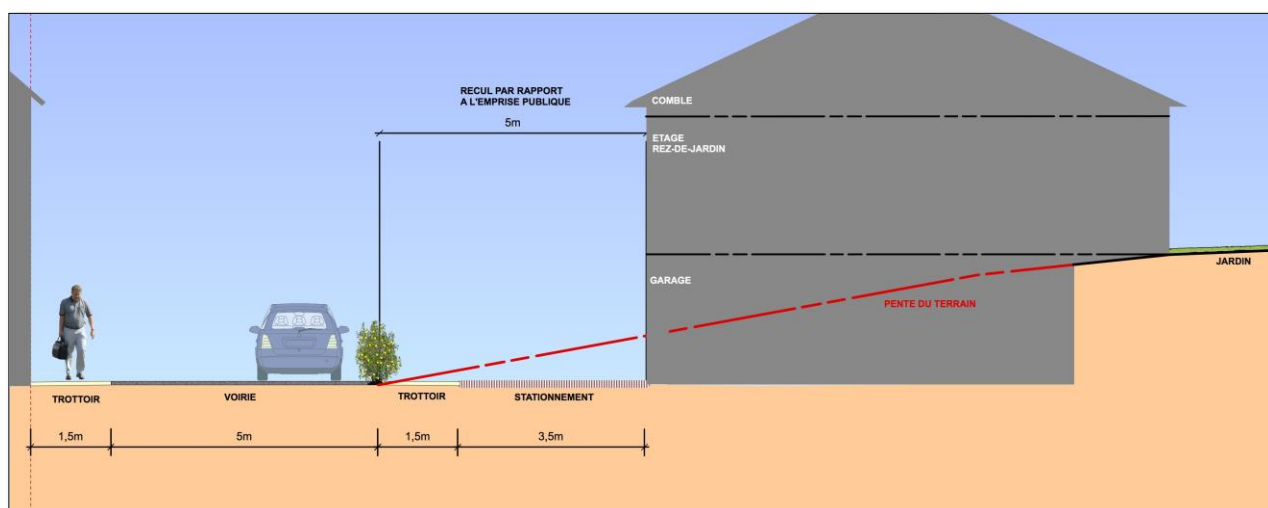 RECUL PAR RAPPORT
A L'EMPRISE PUBLIQUE
5m
COMBLE
ETAGE
REZ-DE-JARDIN
GARAGE
PENTE DU TERRAIN
JARDIN
TROTTOIR
VOIRIE
TROTTOIR
STATIONNEMENT
1,5m
5m
1,5m
3,5m